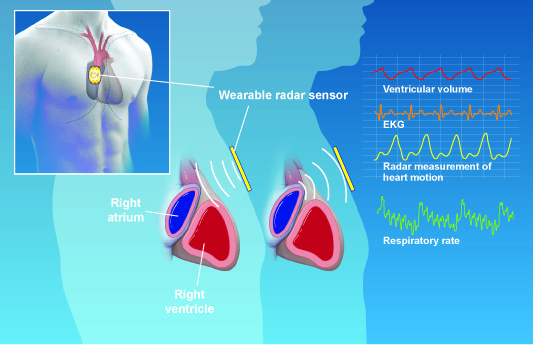 Wearable radar sensor
Right
atrium
Right
ventricle
Ventricular volume
EKG
Radar measurement of
heart motion
Respiratory rate